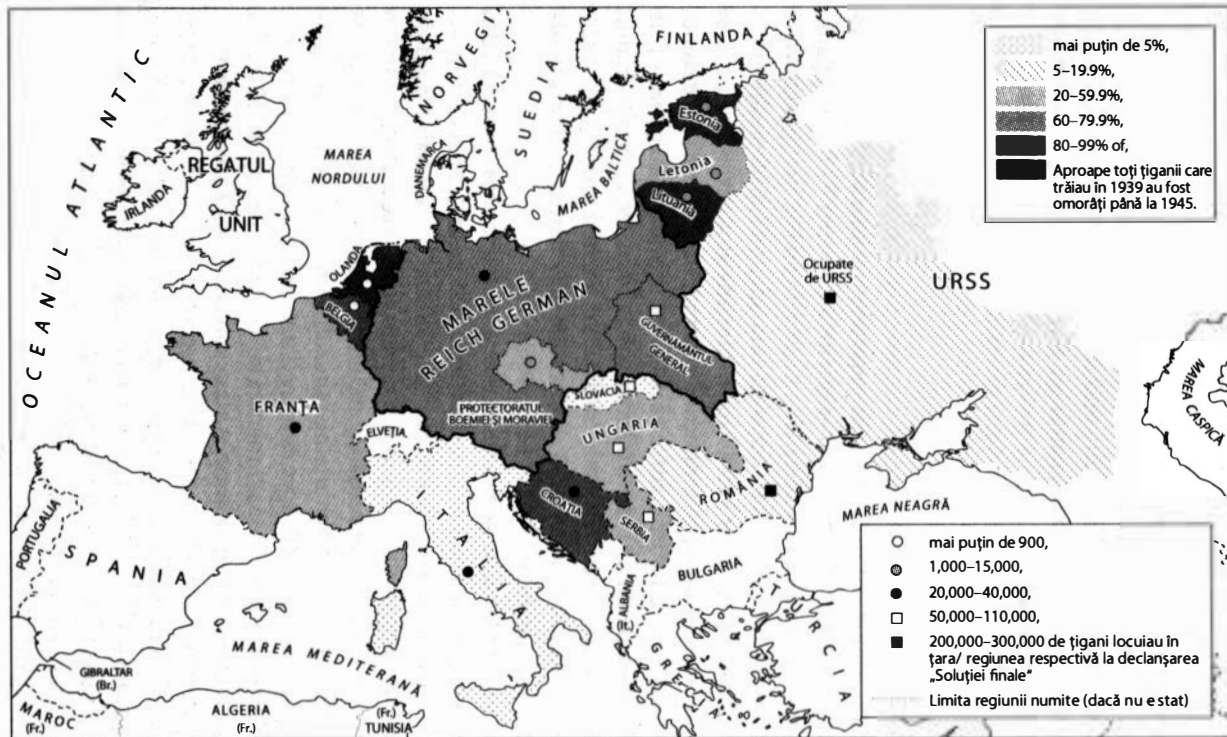 mai puțin de 5%,
5–19.9%,
20–59.9%,
60–79.9%,
80–99% of,
Aproape toți țiganii care
trăiau în 1939 au fost
omorâți până la 1945.
OCEANUL ATLANTIC
NORVEGI
SUEDIA
FINLANDA
Estonia
Letonia
Lituania
MAREA BALTICĂ
DANEMARCA
MAREA
NORDULUI
REGATUL
UNIT
IRLANDA
OLANDA
BELGIA
MARELE
REICH GERMAN
GUVERNĂMÂNTUL
GENERAL
Ocupate
de URSS
URSS
PROTECTORATUL
BOEMIEI ȘI MORAVIEI
SLOVACIA
FRANȚA
ELVEȚIA
UNGARIA
ROMÂNIA
CROAȚIA
SERBIA
ITALIA
MAREA CASPICĂ
MAREA NEAGRĂ
PORTUGALIA
SPANIA
BULGARIA
ALBANIA
(It.)
GRECIA
TURCIA
MAREA MEDITERANĂ
GIBRALTAR
(Br.)
MAROC
(Fr.)
ALGERIA
(Fr.)
(Fr.)
TUNISIA
mai puțin de 900,
1,000–15,000,
20,000–40,000,
50,000–110,000,
200,000–300,000 de țigani locuiau în
țara/ regiunea respectivă la declanșarea
„Soluției finale“
Limita regiunii numite (dacă nu e stat)